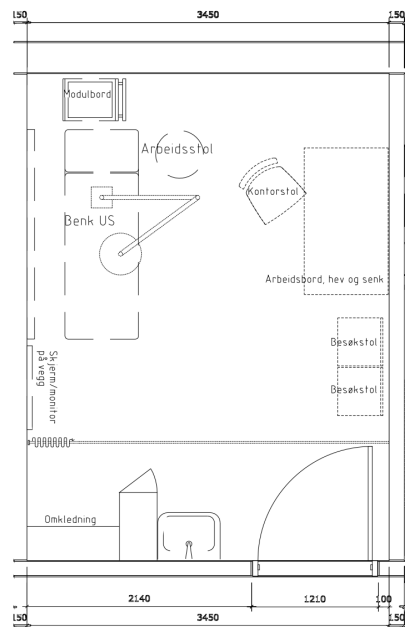 150 3450 150
Modulbord
Arbeidsstol
Kontorstol
Benk US
Arbeidsbord, hev og senk
Besøkstol
Skjerm/monitor
på vegg
Besøkstol
Omkledning
2140 1210 100
150 3450 150